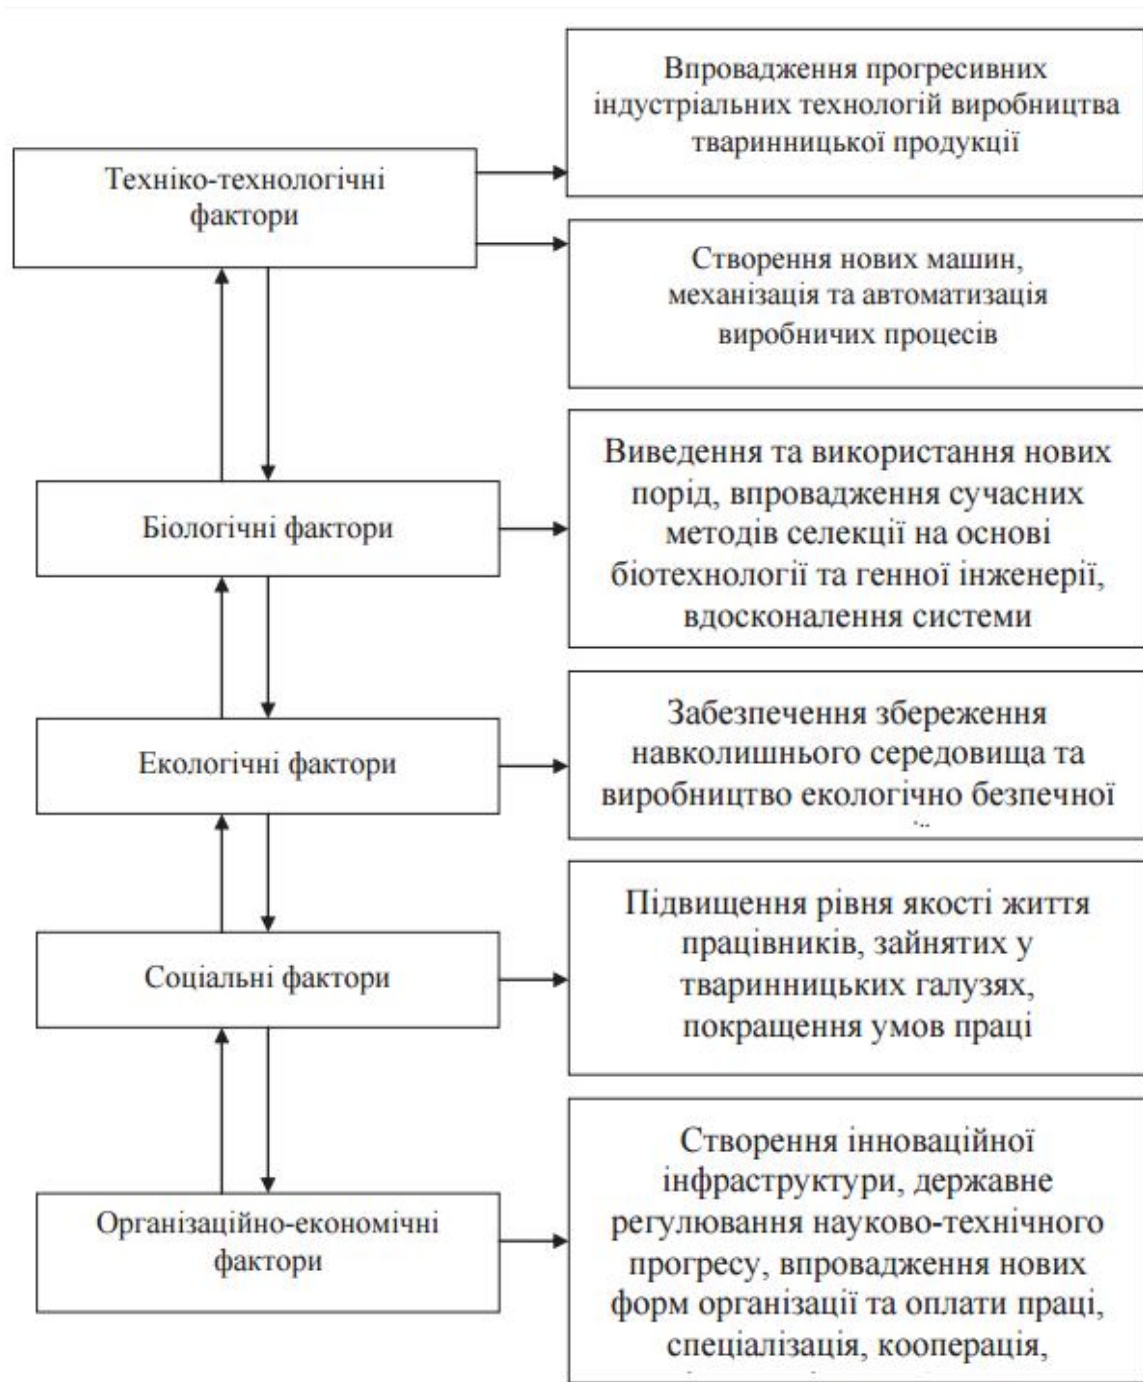 Впровадження прогресивних
індустріальних технологій виробництва
тваринницької продукції
Техніко-технологічні
фактори
Створення нових машин,
механізація та автоматизація
виробничих процесів
Біологічні фактори
Виведення та використання нових
порід, впровадження сучасних
методів селекції на основі
біотехнології та генної інженерії,
вдосконалення системи
Екологічні фактори
Забезпечення збереження
навколишнього середовища та
виробництво екологічно безпечної
Соціальні фактори
Підвищення рівня якості життя
працівників, зайнятих у
тваринницьких галузях,
покращення умов праці
Організаційно-економічні
фактори
Створення інноваційної
інфраструктури, державне
регулювання науково-технічного
прогресу, впровадження нових
форм організації та оплати праці,
спеціалізація, кооперація,